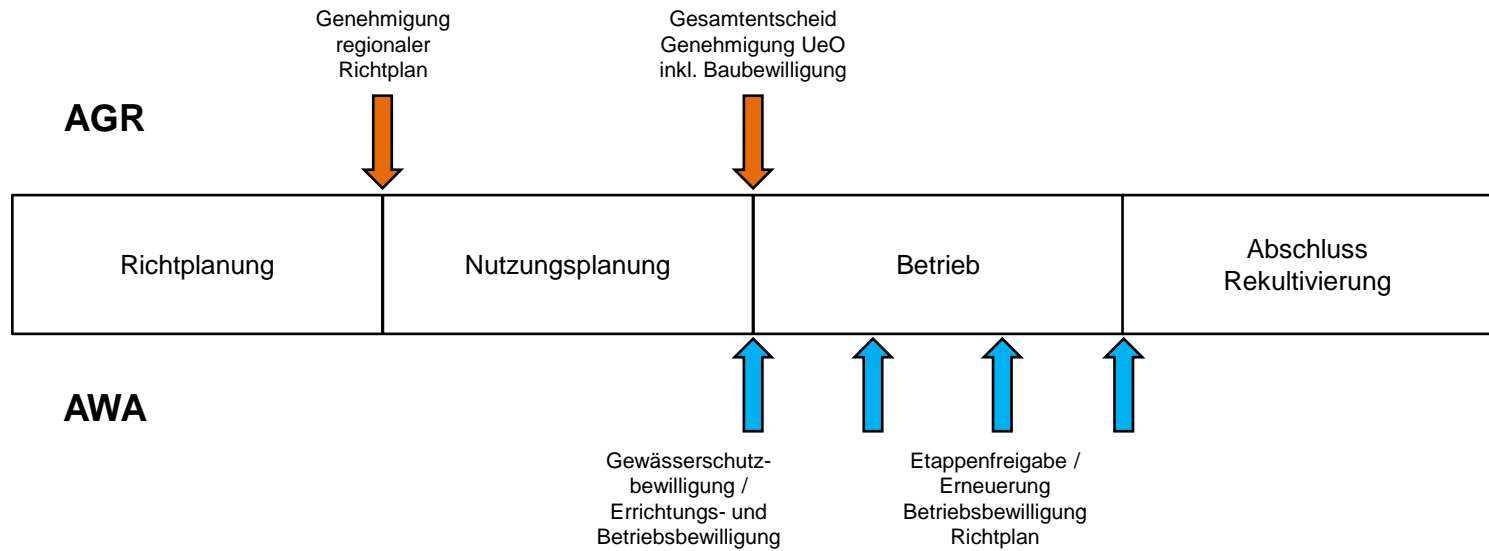 Genehmigung
regionaler
Richtplan
Gesamtentscheid
Genehmigung UeO
inkl. Baubewilligung
AGR
Richtplanung
Nutzungsplanung
Betrieb
Abschluss
Rekultivierung
AWA
Gewässerschutz-
bewilligung /
Errichtungs- und
Betriebsbewilligung
Etappenfreigabe /
Erneuerung
Betriebsbewilligung
Richtplan